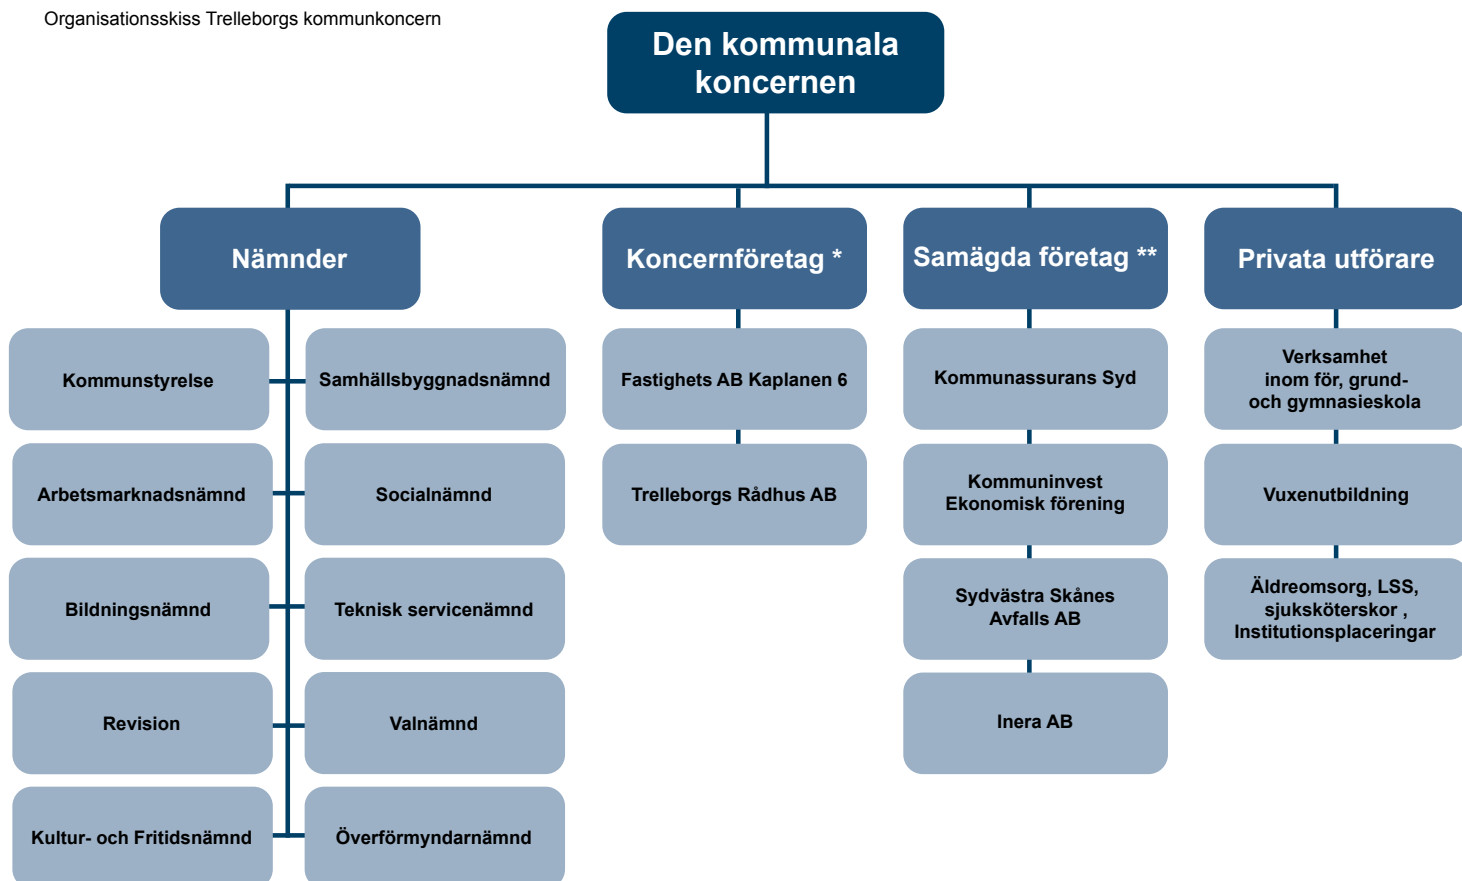 Organisationsskiss Trelleborgs kommunkoncern
Den kommunala
koncernen
Nämnder
Koncernföretag *
Samägda företag **
Privata utförare
Kommunstyrelse
Samhällsbyggnadsnämnd
Arbetsmarknadsnämnd
Socialnämnd
Bildningsnämnd
Teknisk servicenämnd
Revision
Valnämnd
Kultur- och Fritidsnämnd
Överförmyndarnämnd
Fastighets AB Kaplanen 6
Trelleborgs Rådhus AB
Kommunassurans Syd
Kommuninvest
Ekonomisk förening
Sydvästra Skånes
Avfalls AB
Inera AB
Verksamhet
inom för, grund-
och gymnasieskola
Vuxenutbildning
Äldreomsorg, LSS,
sjuksköterskor ,
Institutionsplaceringar